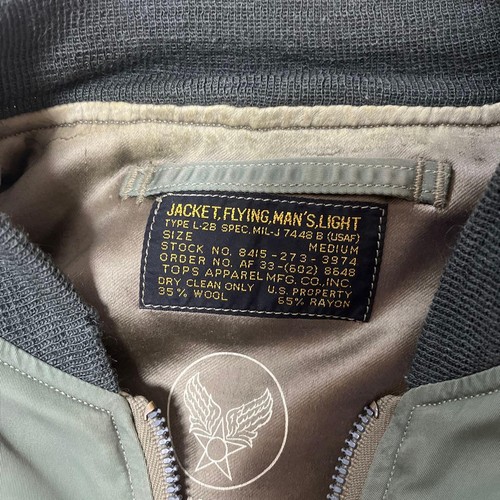 JACKET, FLYING, MAN'S, LIGHT
TYPE L-2B SPEC. MIL-J 7448 B (USAF)
SIZE MEDIUM
STOCK NO. 8415-273-3974
ORDER NO. AF 33-(602) 8648
TOPS APPAREL MFG. CO., INC.
DRY CLEAN ONLY U.S. PROPERTY
35% WOOL 65% RAYON